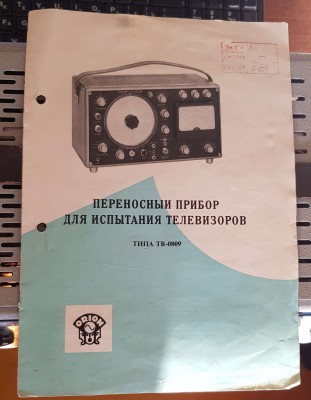 ПЕРЕНОСНЫЙ ПРИБОР
ДЛЯ ИСПЫТАНИЯ ТЕЛЕВИЗОРОВ
ТИПА TR-0809
ORION